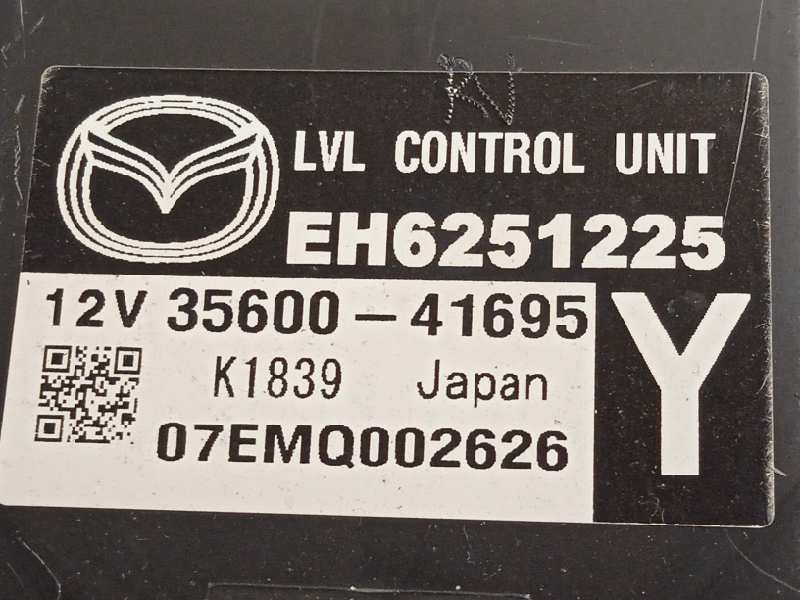 LVL CONTROL UNIT
EH6251225
12V 35600-41695
Y
K1839 Japan
07EMQ002626